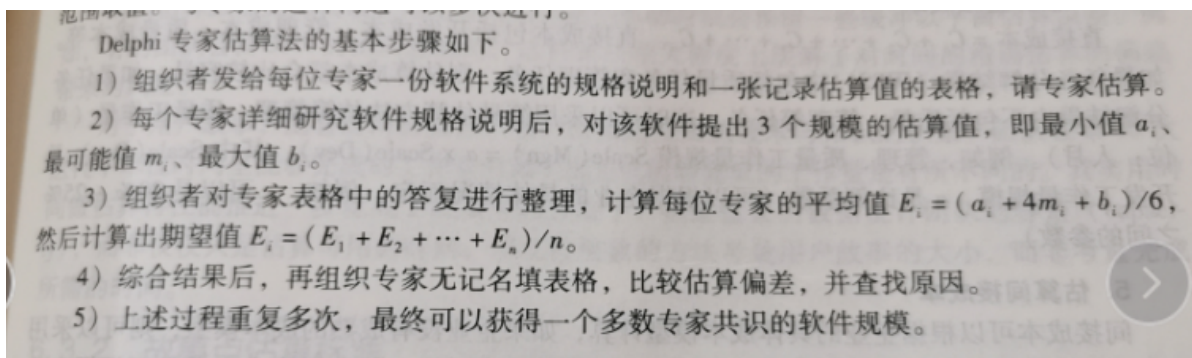 Delphi 专家估算法的基本步骤如下。
1) 组织者发给每位专家一份软件系统的规格说明和一张记录估算值的表格，请专家估算。
2) 每个专家详细研究软件规格说明后，对该软件提出 3 个规模的估算值，即最小值 aᵢ、
最可能值 mᵢ、最大值 bᵢ。
3) 组织者对专家表格中的答复进行整理，计算每位专家的平均值 Eᵢ = (aᵢ + 4mᵢ + bᵢ)/6，
然后计算出期望值 Eᵢ = (E₁ + E₂ + ⋯ + Eₙ)/n。
4) 综合结果后，再组织专家无记名填表格，比较估算偏差，并查找原因。
5) 上述过程重复多次，最终可以获得一个多数专家共识的软件规模。